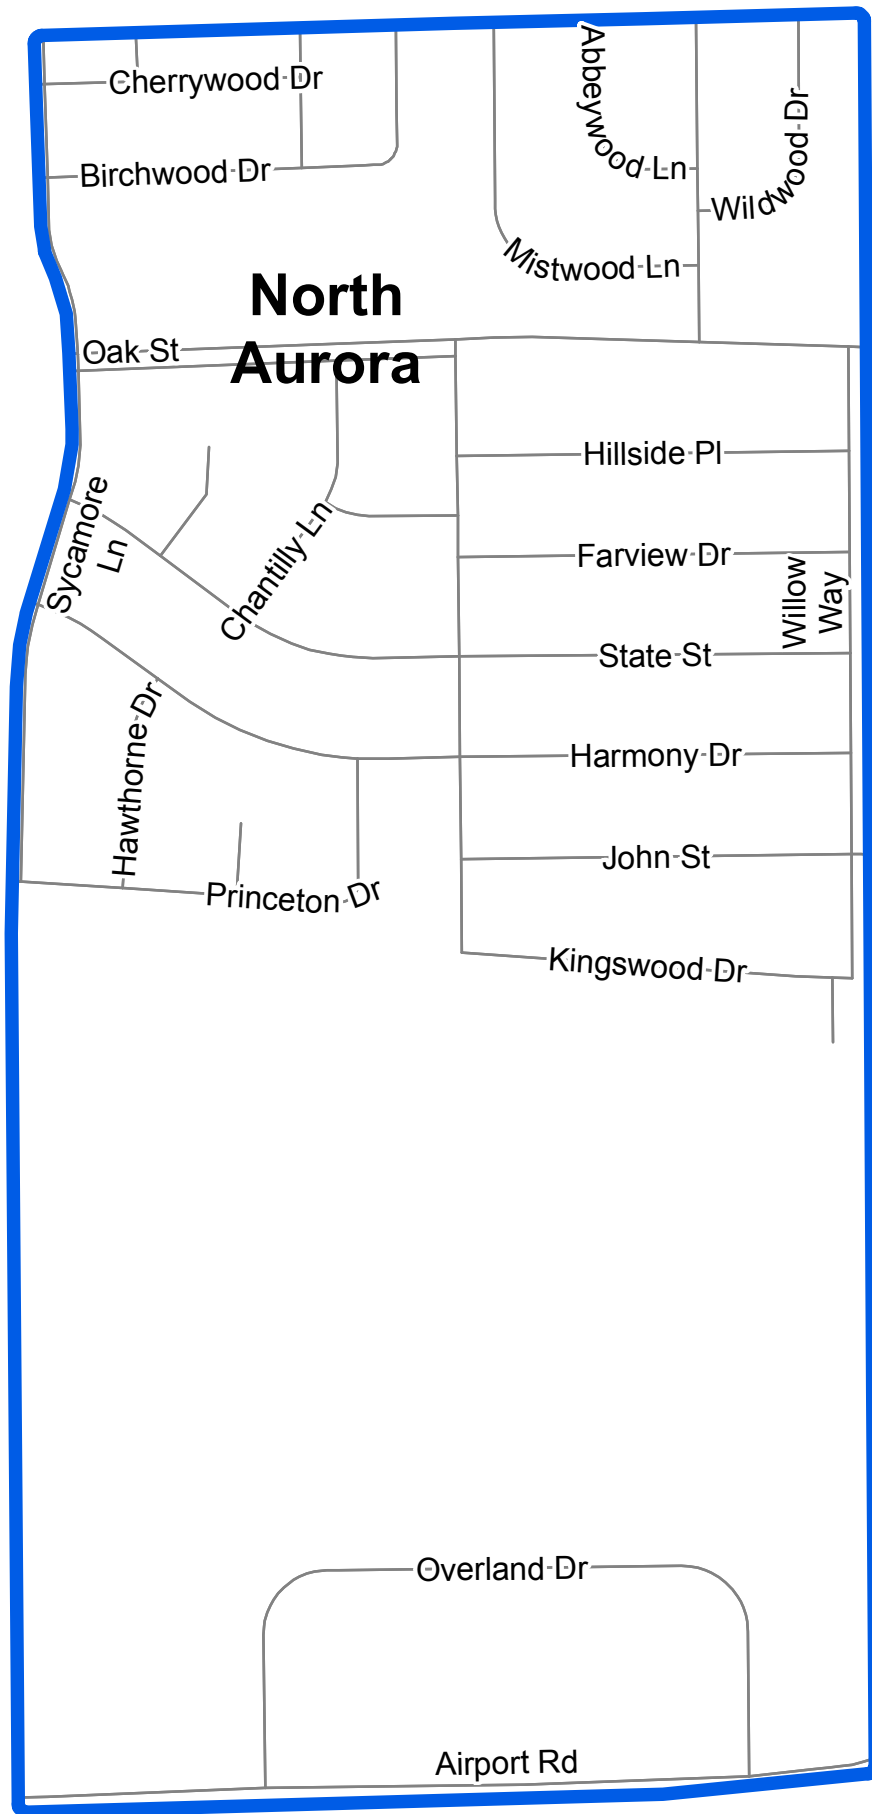 Abbeywood Ln
Cherrywood Dr
Wildwood Dr
Birchwood Dr
Mistwood Ln
North
Aurora
Oak St
Hillside Pl
Sycamore
Ln
Chantilly Ln
Farview Dr
Willow
Way
State St
Hawthorne Dr
Harmony Dr
John St
Princeton Dr
Kingswood Dr
Overland Dr
Airport Rd